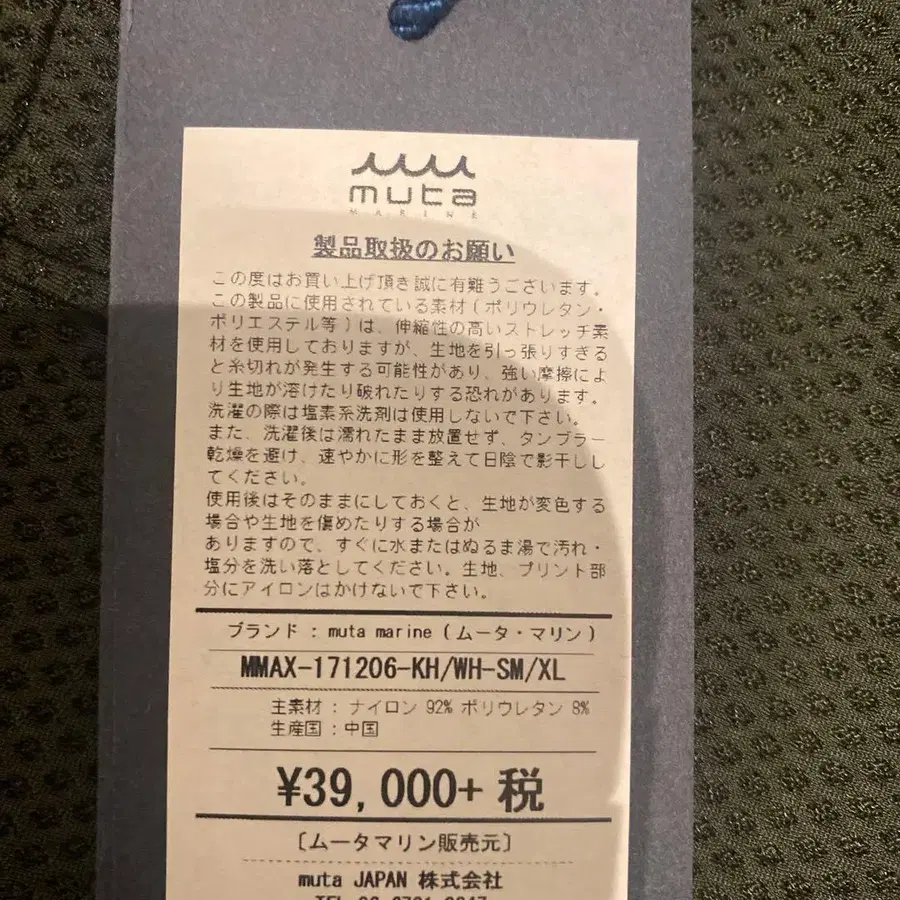 muta
MARINE
製品取扱のお願い
この度はお買い上げ頂き誠に有難うございます。
この製品に使用されている素材(ポリウレタン・
ポリエステル等)は、伸縮性の高いストレッチ素
材を使用しておりますが、生地を引っ張りすぎる
と糸切れが発生する可能性があり、強い摩擦によ
り生地が溶けたり破れたりする恐れがあります。
洗濯の際は塩素系洗剤は使用しないで下さい。
また、洗濯後は濡れたまま放置せず、タンブラー
乾燥を避け、速やかに形を整えて日陰で影干しし
てください。
使用後はそのままにしておくと、生地が変色する
場合や生地を傷めたりする場合が
ありますので、すぐに水またはぬるま湯で汚れ・
塩分を洗い落としてください。生地、プリント部
分にアイロンはかけないで下さい。
ブランド : muta marine (ムータ・マリン)
MMAX-171206-KH/WH-SM/XL
主素材 : ナイロン 92% ポリウレタン 8%
生産国 : 中国
¥39,000+ 税
〔ムータマリン販売元〕
muta JAPAN 株式会社